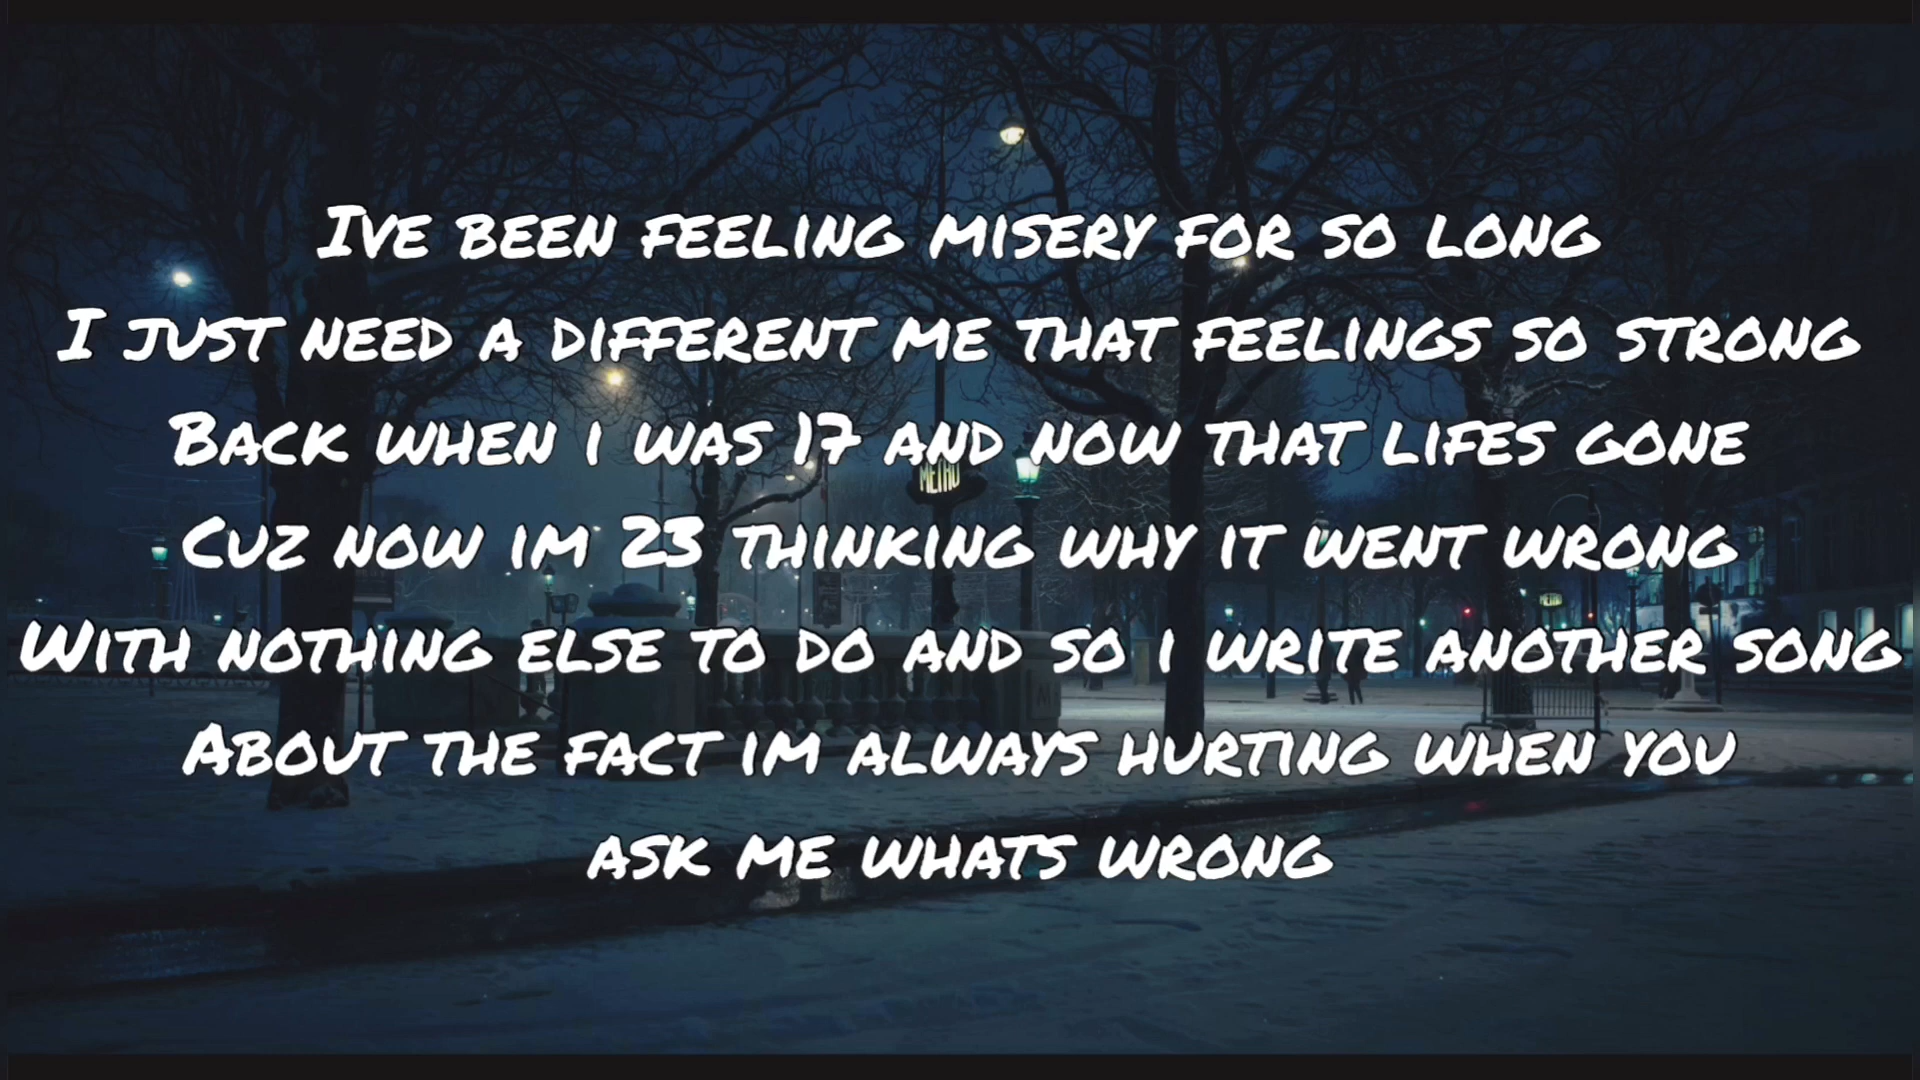 Ive been feeling misery for so long
I just need a different me that feelings so strong
Back when i was 17 and now that lifes gone
METRO
Cuz now im 23 thinking why it went wrong
METRO
With nothing else to do and so i write another song
About the fact im always hurting when you
ask me whats wrong